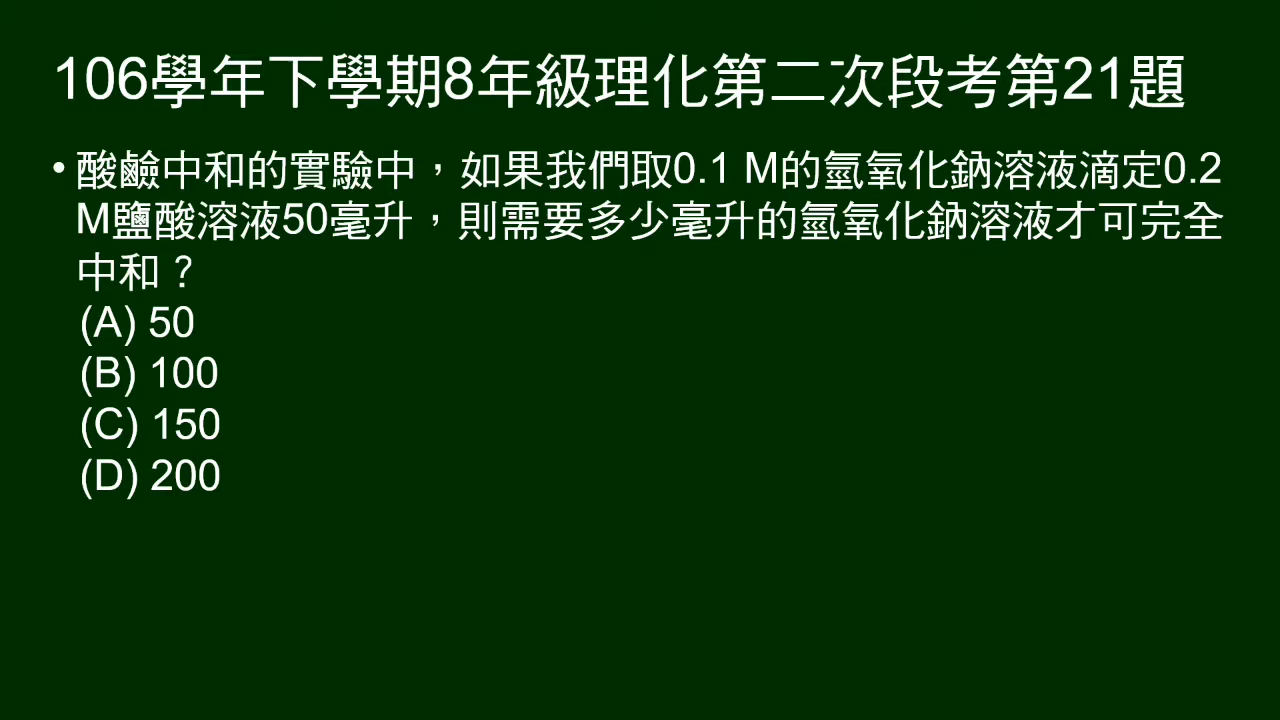 106學年下學期8年級理化第二次段考第21題
• 酸鹼中和的實驗中，如果我們取0.1 M的氫氧化鈉溶液滴定0.2
M鹽酸溶液50毫升，則需要多少毫升的氫氧化鈉溶液才可完全
中和？
(A) 50
(B) 100
(C) 150
(D) 200